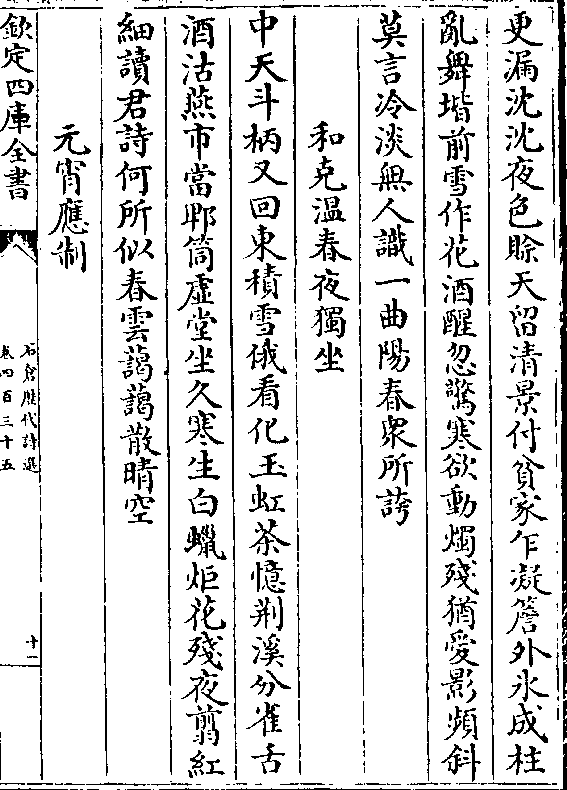 更漏沈沈夜色賖天留清景付貧家乍凝簷外氷成柱
亂舞堦前雪作花酒醒忽驚寒欲動燭殘猶愛影頻斜
莫言冷淡無人識一曲陽春衆所誇
和克溫春夜獨坐
中天斗柄又回東積雪俄看化玉虹茶憶荆溪分雀舌
酒沽燕市當郫筒虛堂坐久寒生白蠟炬花殘夜翦紅
細讀君詩何所似春雲藹藹散晴空
元宵應制
欽定四庫全書
石倉歷代詩選
卷四百三十五
十一